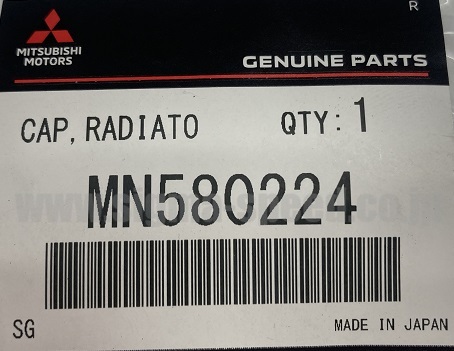 R
MITSUBISHI
MOTORS
GENUINE PARTS
CAP, RADIATO QTY: 1
MN580224
SG
MADE IN JAPAN